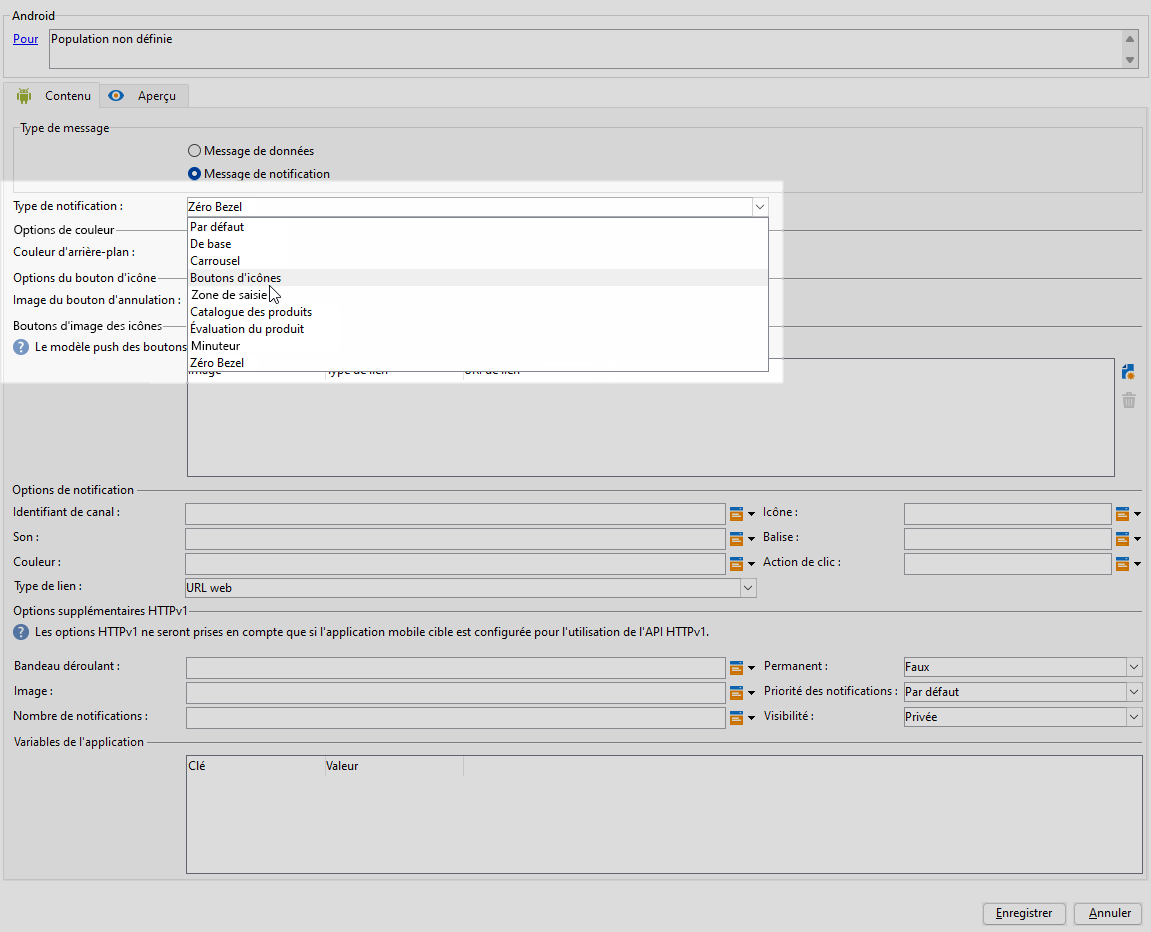 Android
Pour Population non définie
Contenu Aperçu
Type de message
Message de données
Message de notification
Type de notification : Zéro Bezel
Par défaut
Options de couleur
De base
Couleur d'arrière-plan :
Carrousel
Options du bouton d'icône
Boutons d'icônes
Image du bouton d'annulation :
Zone de saisie
Catalogue des produits
Boutons d'image des icônes
Évaluation du produit
Le modèle push des boutons
Minuteur
Zéro Bezel
Image Type de lien URI de lien
Options de notification
Identifiant de canal : Icône :
Son : Balise :
Couleur : Action de clic :
Type de lien : URL web
Options supplémentaires HTTPv1
Les options HTTPv1 ne seront prises en compte que si l'application mobile cible est configurée pour l'utilisation de l'API HTTPv1.
Bandeau déroulant : Permanent : Faux
Image : Priorité des notifications : Par défaut
Nombre de notifications : Visibilité : Privée
Variables de l'application
Clé Valeur
Enregistrer Annuler